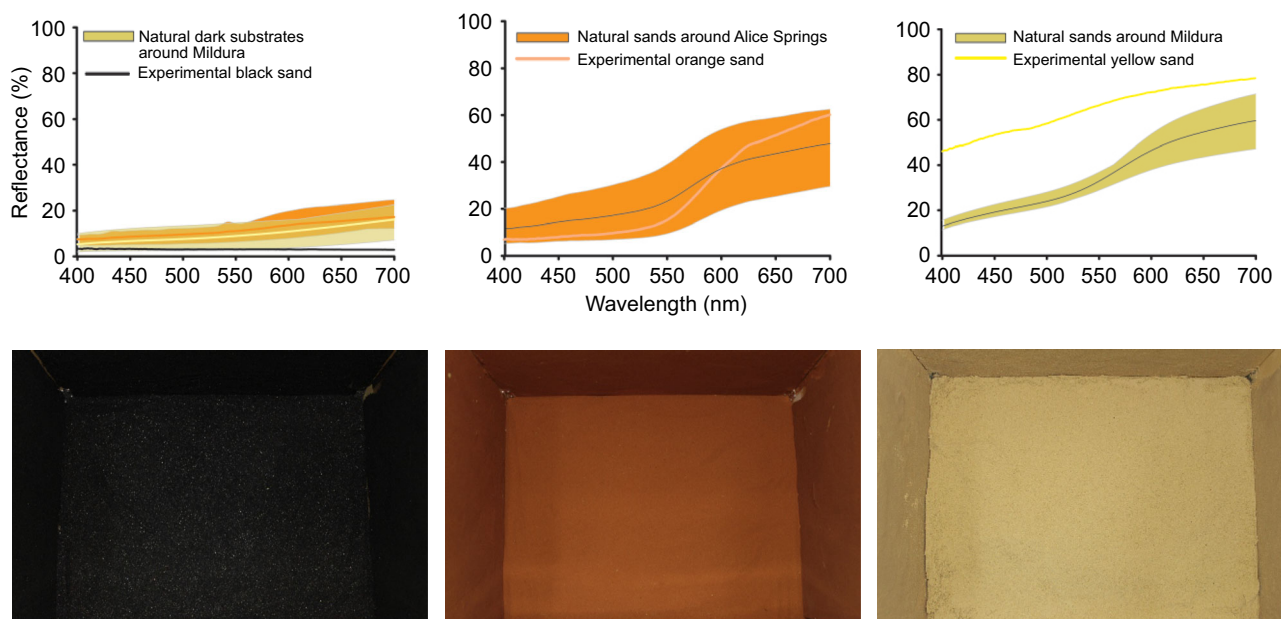 Reflectance (%)
100
80
60
40
20
0
400 450 500 550 600 650 700
Natural dark substrates
around Mildura
Experimental black sand
100
80
60
40
20
0
400 450 500 550 600 650 700
Natural sands around Alice Springs
Experimental orange sand
Wavelength (nm)
100
80
60
40
20
0
400 450 500 550 600 650 700
Natural sands around Mildura
Experimental yellow sand